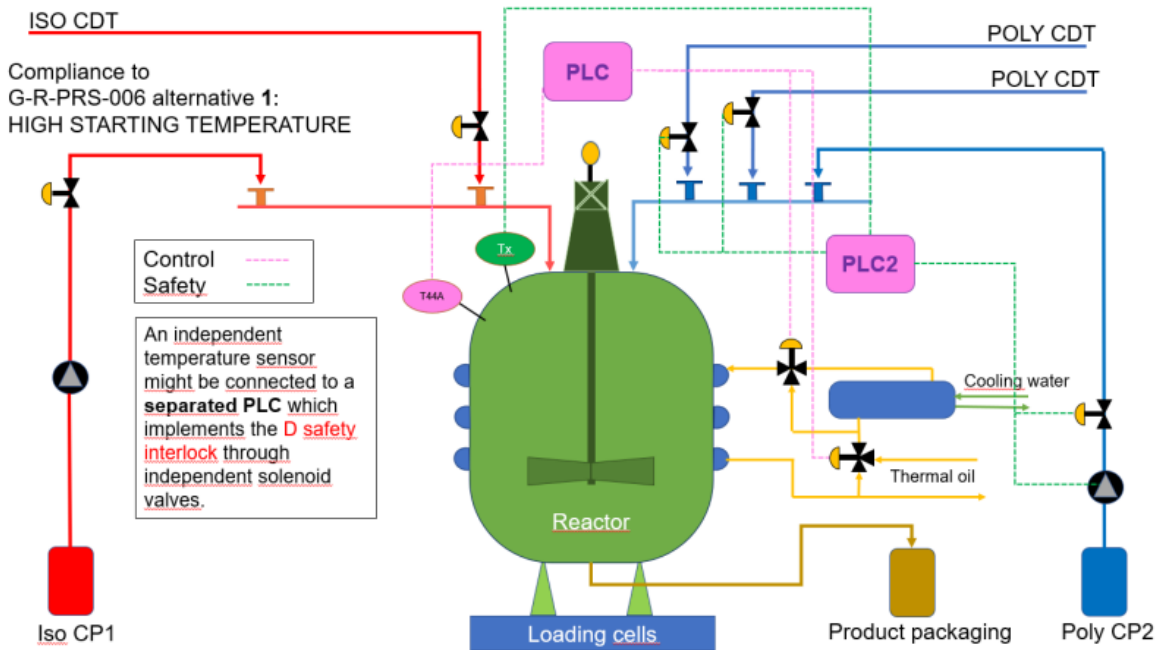 ISO CDT
Compliance to
G-R-PRS-006 alternative 1:
HIGH STARTING TEMPERATURE
PLC
POLY CDT
POLY CDT
Control
Safety
Tx
T44A
PLC2
An independent
temperature sensor
might be connected to a
separated PLC which
implements the D safety
interlock through
independent solenoid
valves.
Cooling water
Thermal oil
Reactor
Iso CP1
Loading cells
Product packaging
Poly CP2